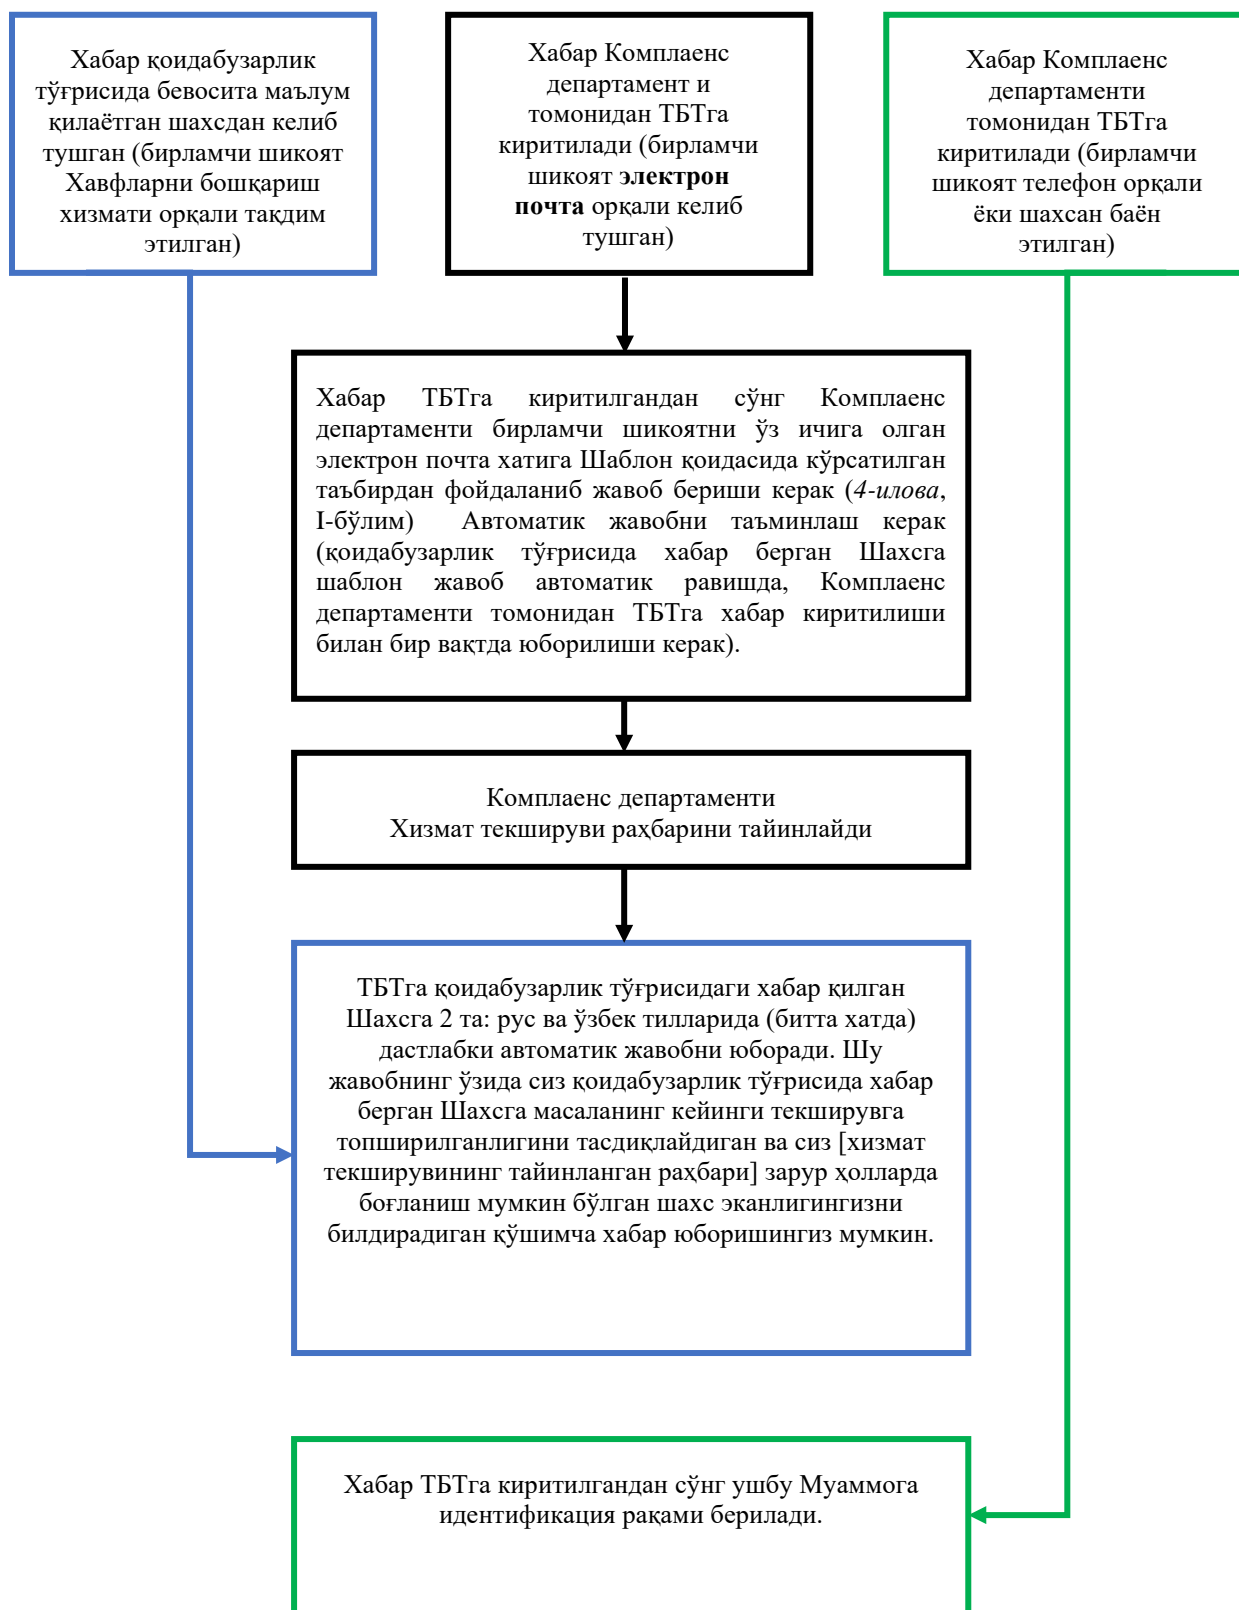 Хабар қоидабузарлик
тўғрисида бевосита маълум
қилаётган шахсдан келиб
тушган (бирламчи шикоят
Хавфларни бошқариш
хизмати орқали тақдим
этилган)
Хабар Комплаенс
департамент и
томонидан ТБТга
киритилади (бирламчи
шикоят электрон
почта орқали келиб
тушган)
Хабар Комплаенс
департаменти
томонидан ТБТга
киритилади (бирламчи
шикоят телефон орқали
ёки шахсан баён
этилган)
Хабар ТБТга киритилгандан сўнг Комплаенс
департаменти бирламчи шикоятни ўз ичига олган
электрон почта хатига Шаблон қоидасида кўрсатилган
таъбирдан фойдаланиб жавоб бериши керак (4-илова,
I-бўлим) Автоматик жавобни таъминлаш керак
(қоидабузарлик тўғрисида хабар берган Шахсга
шаблон жавоб автоматик равишда, Комплаенс
департаменти томонидан ТБТга хабар киритилиши
билан бир вақтда юборилиши керак).
Комплаенс департаменти
Хизмат текшируви раҳбарини тайинлайди
ТБТга қоидабузарлик тўғрисидаги хабар қилган
Шахсга 2 та: рус ва ўзбек тилларида (битта хатда)
дастлабки автоматик жавобни юборади. Шу
жавобнинг ўзида сиз қоидабузарлик тўғрисида хабар
берган Шахсга масаланинг кейинги текширувга
топширилганлигини тасдиқлайдиган ва сиз [хизмат
текширувининг тайинланган раҳбари] зарур ҳолларда
боғланиш мумкин бўлган шахс эканлигингизни
билдирадиган қўшимча хабар юборишингиз мумкин.
Хабар ТБТга киритилгандан сўнг ушбу Муаммога
идентификация рақами берилади.